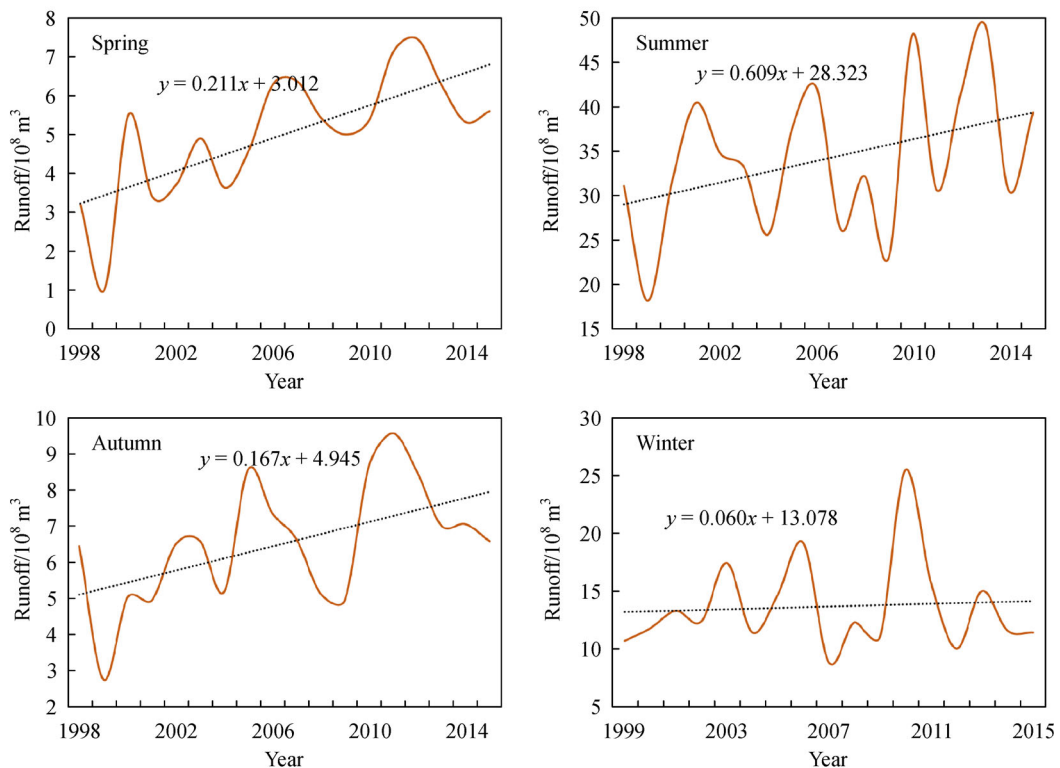 Spring
y = 0.211x + 3.012
Runoff/10⁸ m³
8
7
6
5
4
3
2
1
0
1998 2002 2006 2010 2014
Year
Summer
y = 0.609x + 28.323
Runoff/10⁸ m³
50
45
40
35
30
25
20
15
1998 2002 2006 2010 2014
Year
Autumn
y = 0.167x + 4.945
Runoff/10⁸ m³
10
9
8
7
6
5
4
3
2
1998 2002 2006 2010 2014
Year
Winter
y = 0.060x + 13.078
Runoff/10⁸ m³
30
25
20
15
10
5
1999 2003 2007 2011 2015
Year